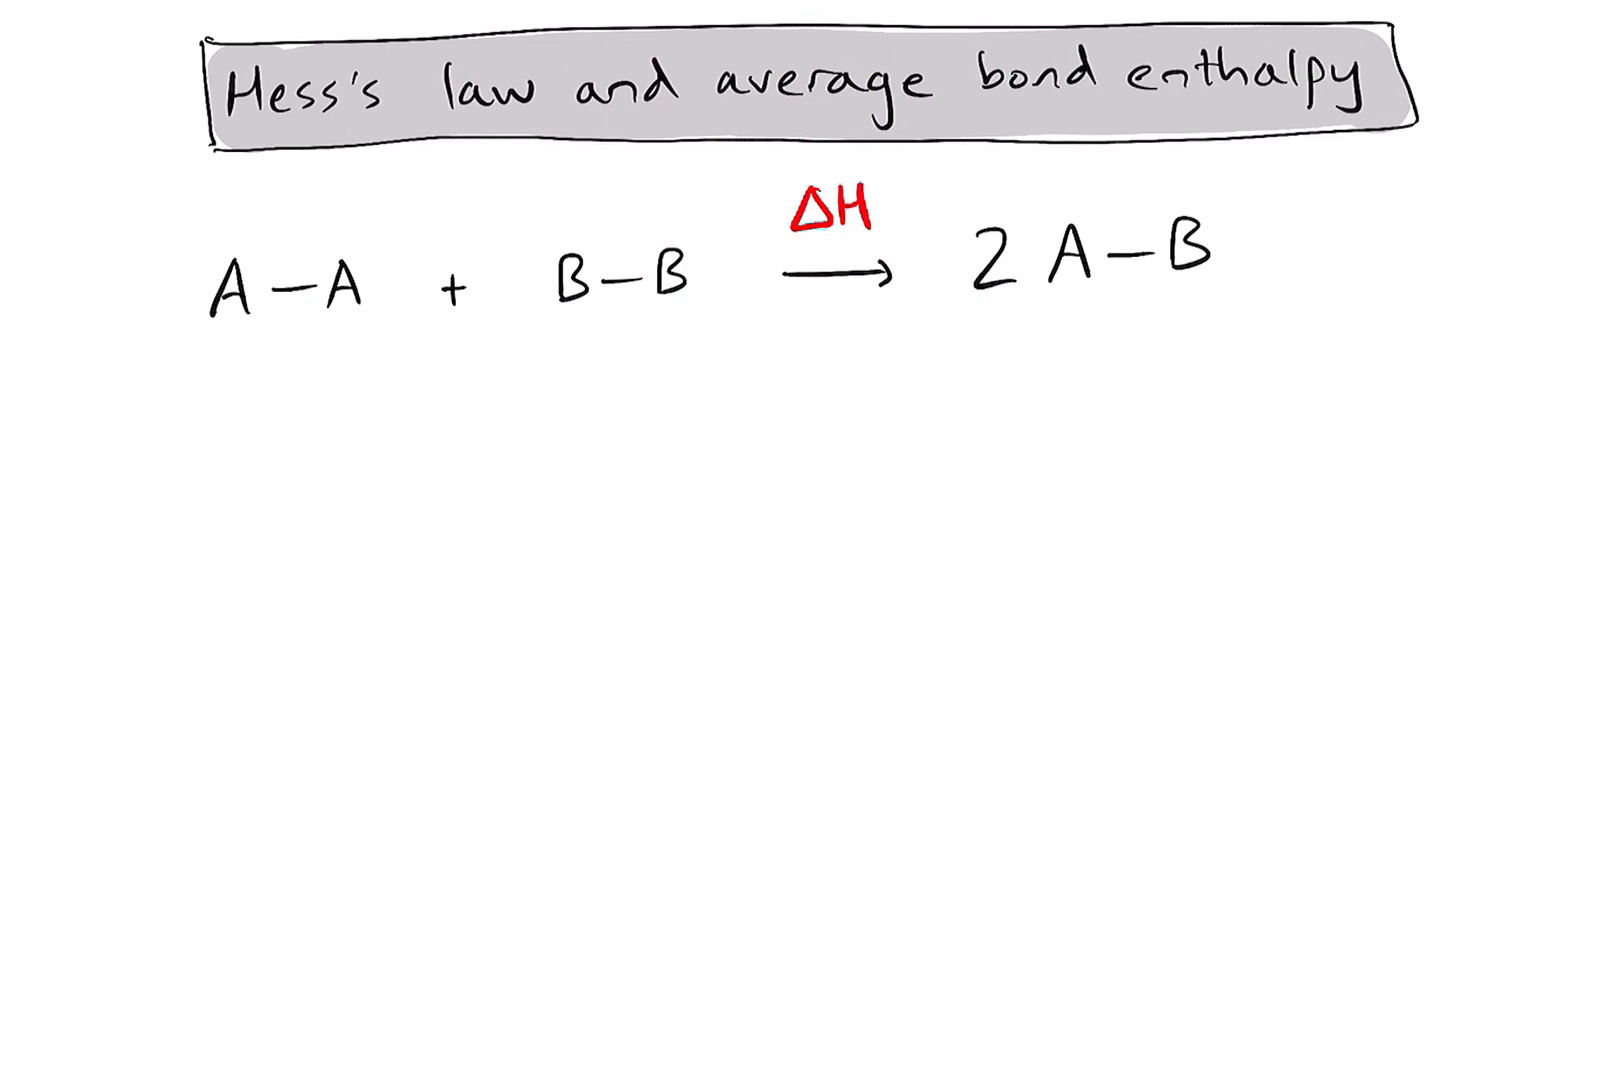 Hess's law and average bond enthalpy
ΔH
A－A + B－B → 2 A－B